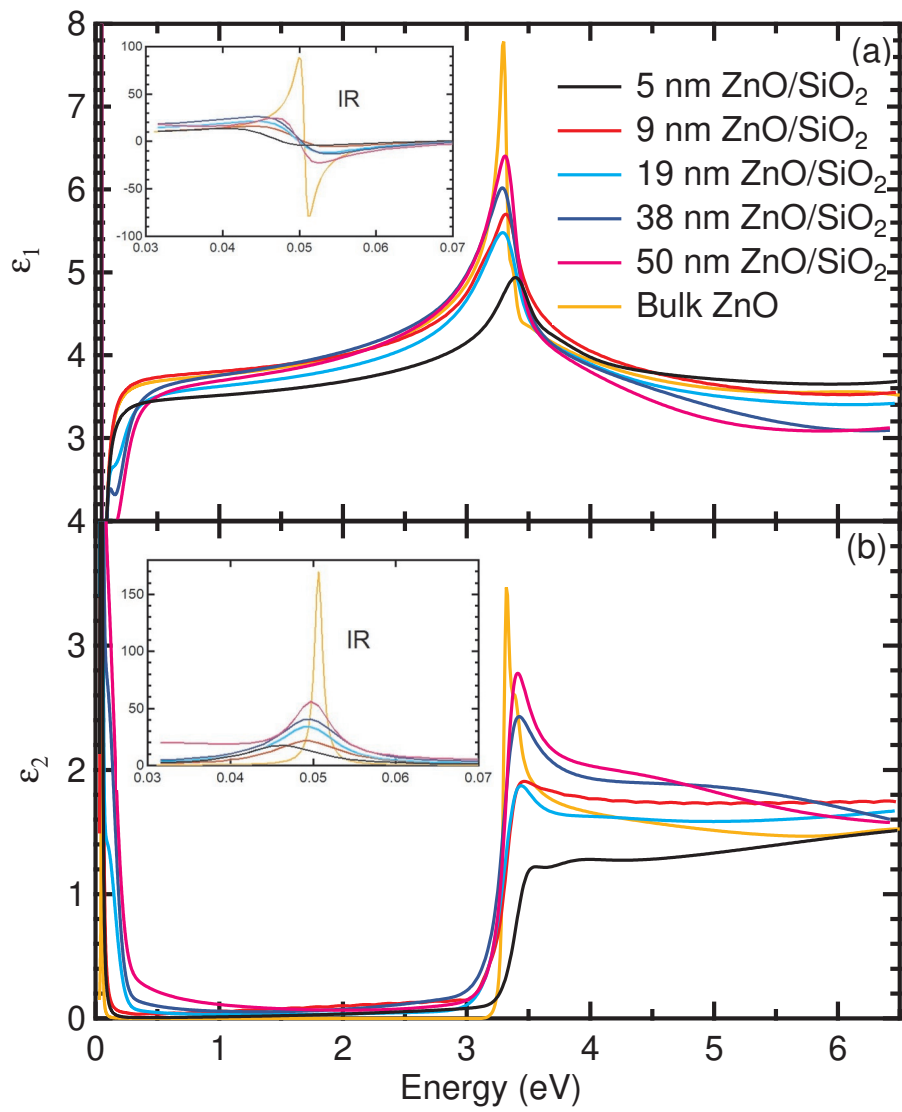 8
7
6
5
4
3
4
ε₁
(a)
5 nm ZnO/SiO₂
9 nm ZnO/SiO₂
19 nm ZnO/SiO₂
38 nm ZnO/SiO₂
50 nm ZnO/SiO₂
Bulk ZnO
100
50
0
-50
-100
IR
0.03 0.04 0.05 0.06 0.07
(b)
3
2
1
0
ε₂
150
100
50
0
IR
0.03 0.04 0.05 0.06 0.07
0 1 2 3 4 5 6
Energy (eV)